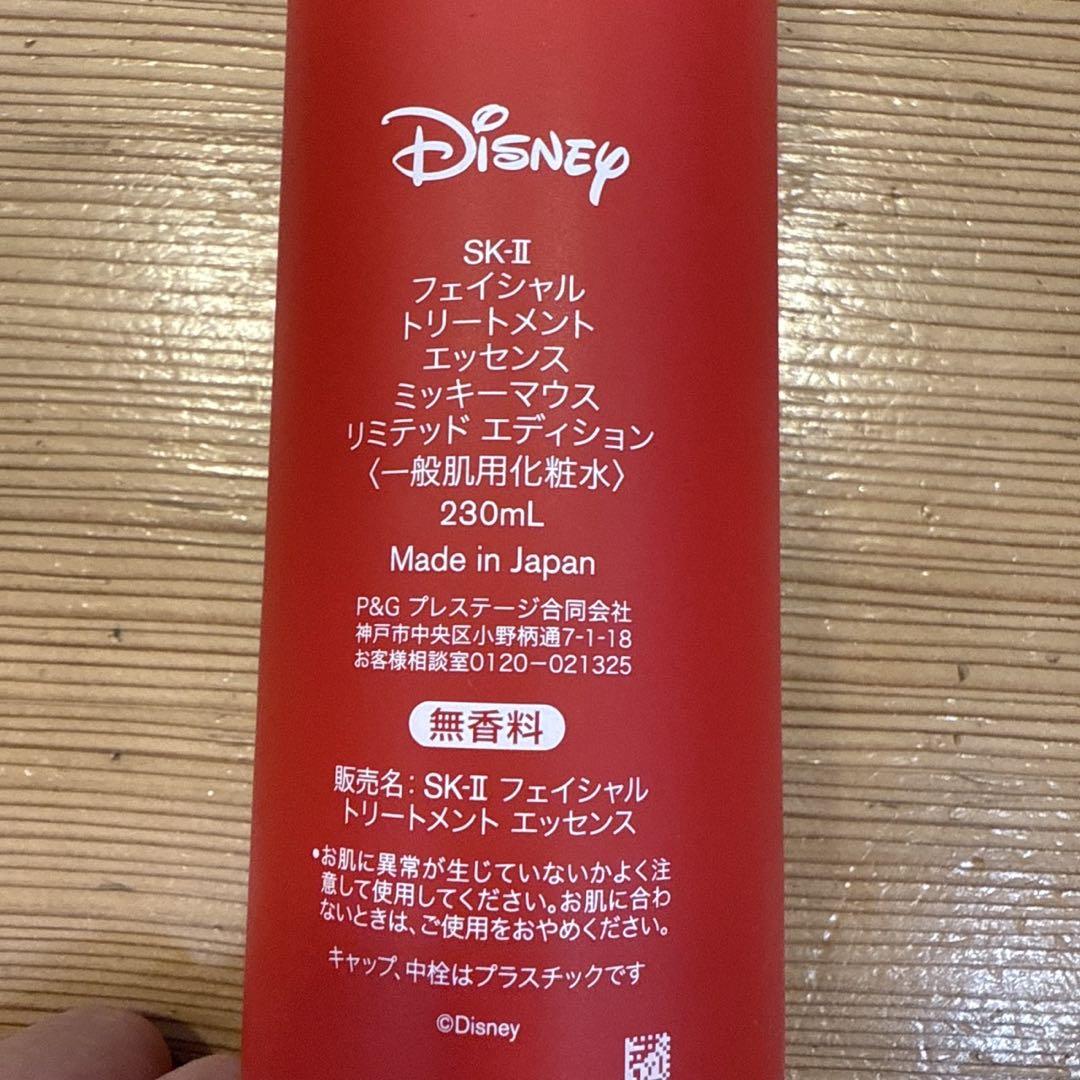 Disney
SK-Ⅱ
フェイシャル
トリートメント
エッセンス
ミッキーマウス
リミテッド エディション
〈一般肌用化粧水〉
230mL
Made in Japan
P&G プレステージ合同会社
神戸市中央区小野柄通7-1-18
お客様相談室0120－021325
無香料
販売名：SK-Ⅱ フェイシャル
トリートメント エッセンス
•お肌に異常が生じていないかよく注
意して使用してください。お肌に合わ
ないときは、ご使用をおやめください。
キャップ、中栓はプラスチックです
©Disney